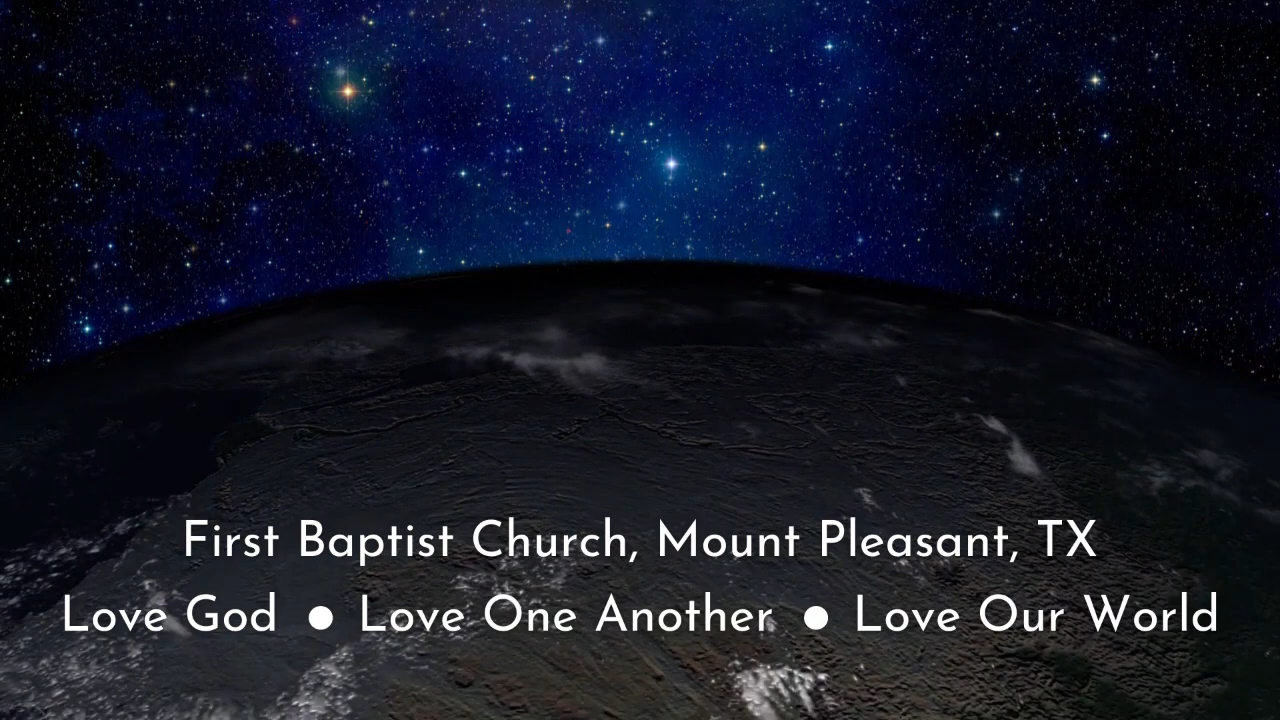 First Baptist Church, Mount Pleasant, TX
Love God ● Love One Another ● Love Our World